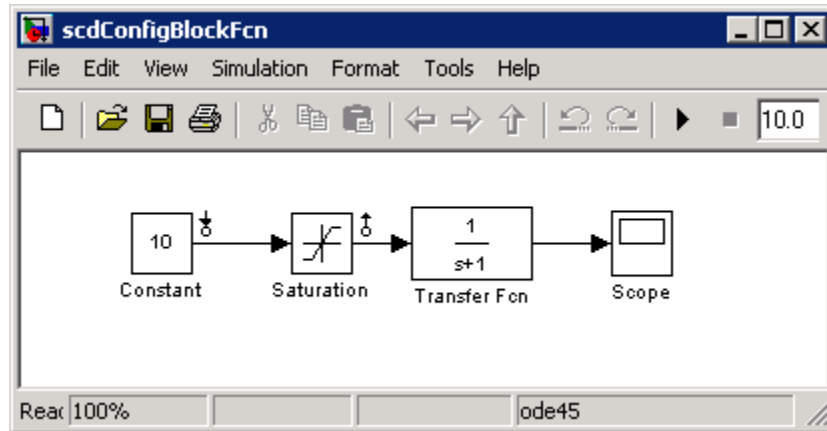 scdConfigBlockFcn
File Edit View Simulation Format Tools Help
10.0
10
1
s+1
Constant
Saturation
Transfer Fcn
Scope
100%
ode45